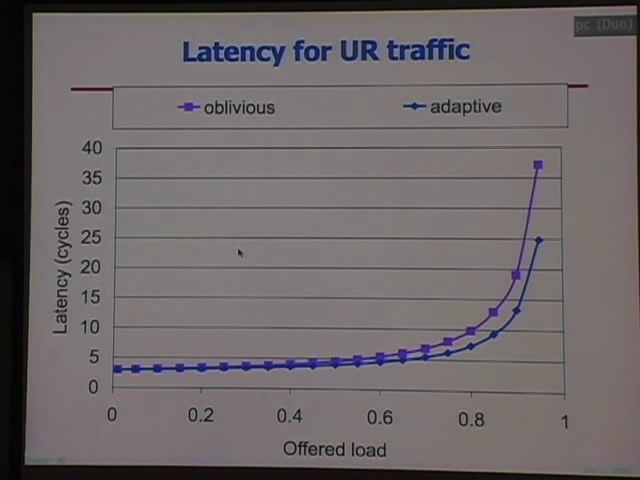 pc (Duo)
Latency for UR traffic
oblivious adaptive
40
35
30
25
20
15
10
5
0
Latency (cycles)
0 0.2 0.4 0.6 0.8 1
Offered load